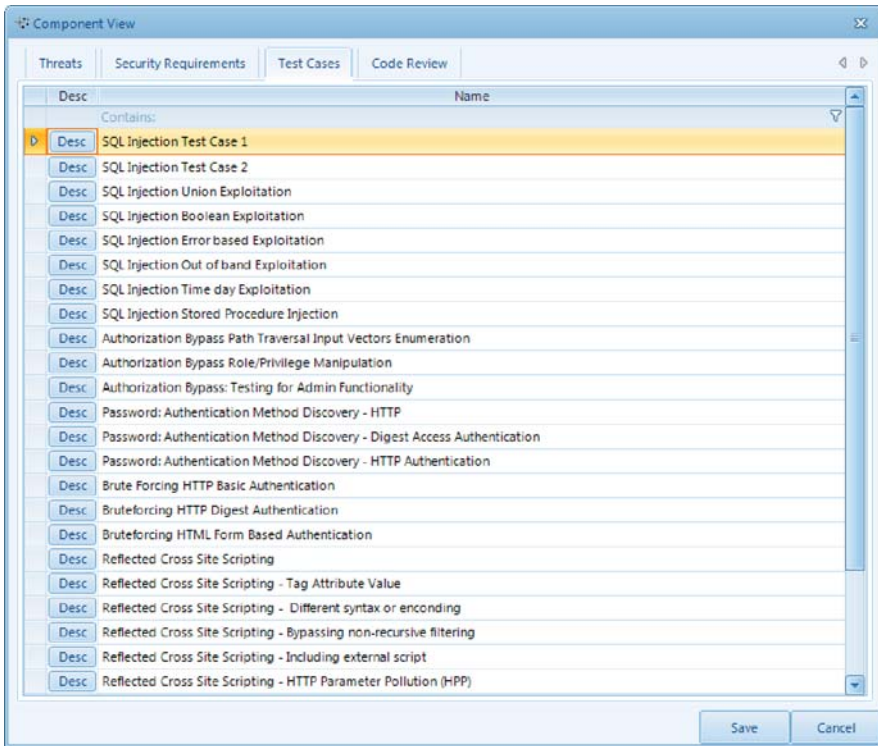 Component View
Threats Security Requirements Test Cases Code Review
Desc Name
Contains:
Desc SQL Injection Test Case 1
Desc SQL Injection Test Case 2
Desc SQL Injection Union Exploitation
Desc SQL Injection Boolean Exploitation
Desc SQL Injection Error based Exploitation
Desc SQL Injection Out of band Exploitation
Desc SQL Injection Time day Exploitation
Desc SQL Injection Stored Procedure Injection
Desc Authorization Bypass Path Traversal Input Vectors Enumeration
Desc Authorization Bypass Role/Privilege Manipulation
Desc Authorization Bypass: Testing for Admin Functionality
Desc Password: Authentication Method Discovery - HTTP
Desc Password: Authentication Method Discovery - Digest Access Authentication
Desc Password: Authentication Method Discovery - HTTP Authentication
Desc Brute Forcing HTTP Basic Authentication
Desc Bruteforcing HTTP Digest Authentication
Desc Bruteforcing HTML Form Based Authentication
Desc Reflected Cross Site Scripting
Desc Reflected Cross Site Scripting - Tag Attribute Value
Desc Reflected Cross Site Scripting - Different syntax or enconding
Desc Reflected Cross Site Scripting - Bypassing non-recursive filtering
Desc Reflected Cross Site Scripting - Including external script
Desc Reflected Cross Site Scripting - HTTP Parameter Pollution (HPP)
Save Cancel